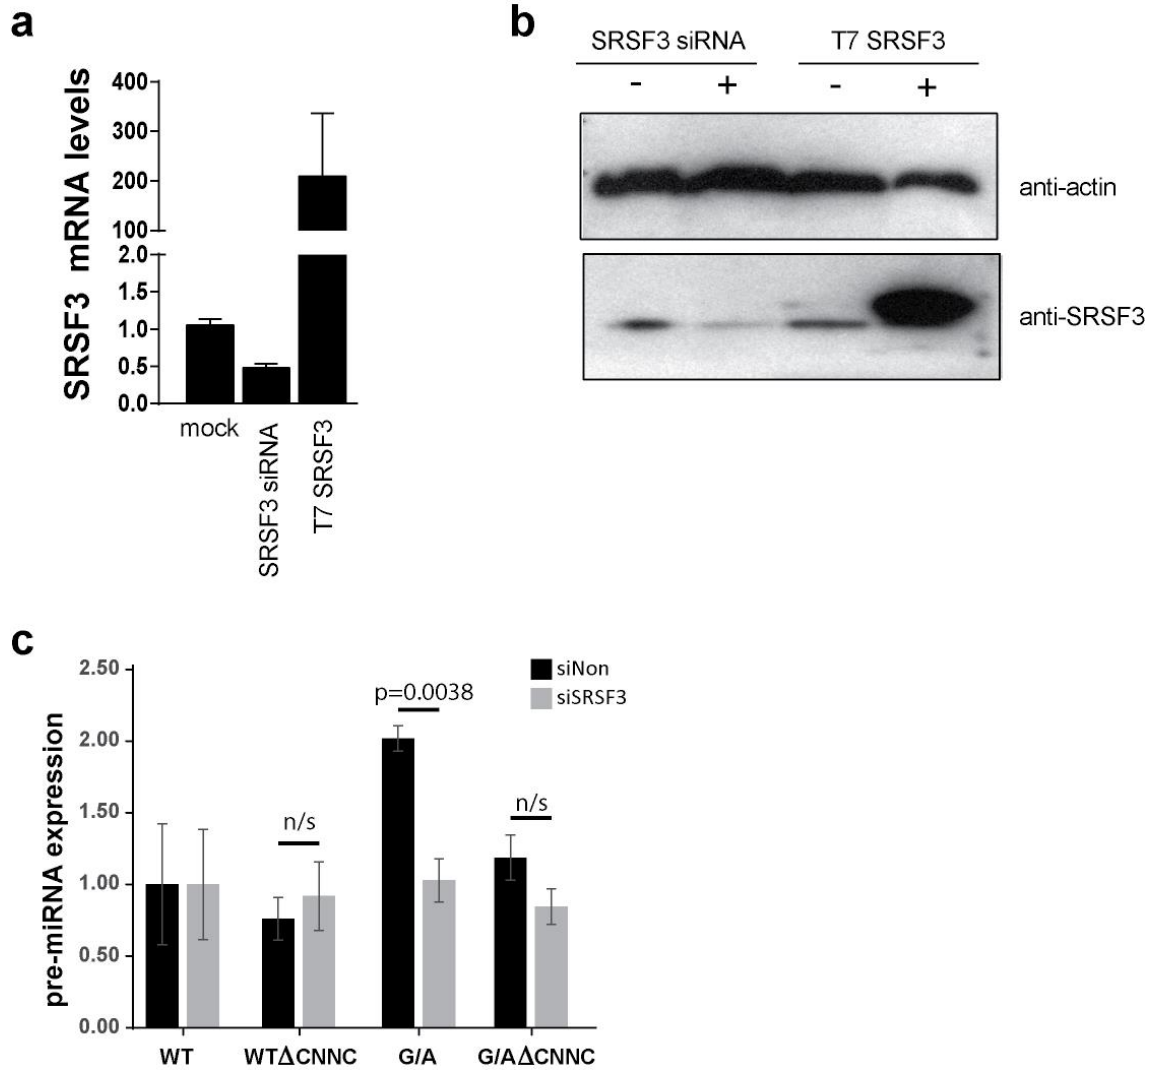 a
SRSF3 mRNA levels
400
300
200
100
2.0
1.5
1.0
0.5
0.0
mock
SRSF3 siRNA
T7 SRSF3
b
SRSF3 siRNA T7 SRSF3
- + - +
anti-actin
anti-SRSF3
c
pre-miRNA expression
2.50
2.00
1.50
1.00
0.50
0.00
siNon
siSRSF3
n/s
p=0.0038
n/s
WT WTΔCNNC G/A G/AΔCNNC